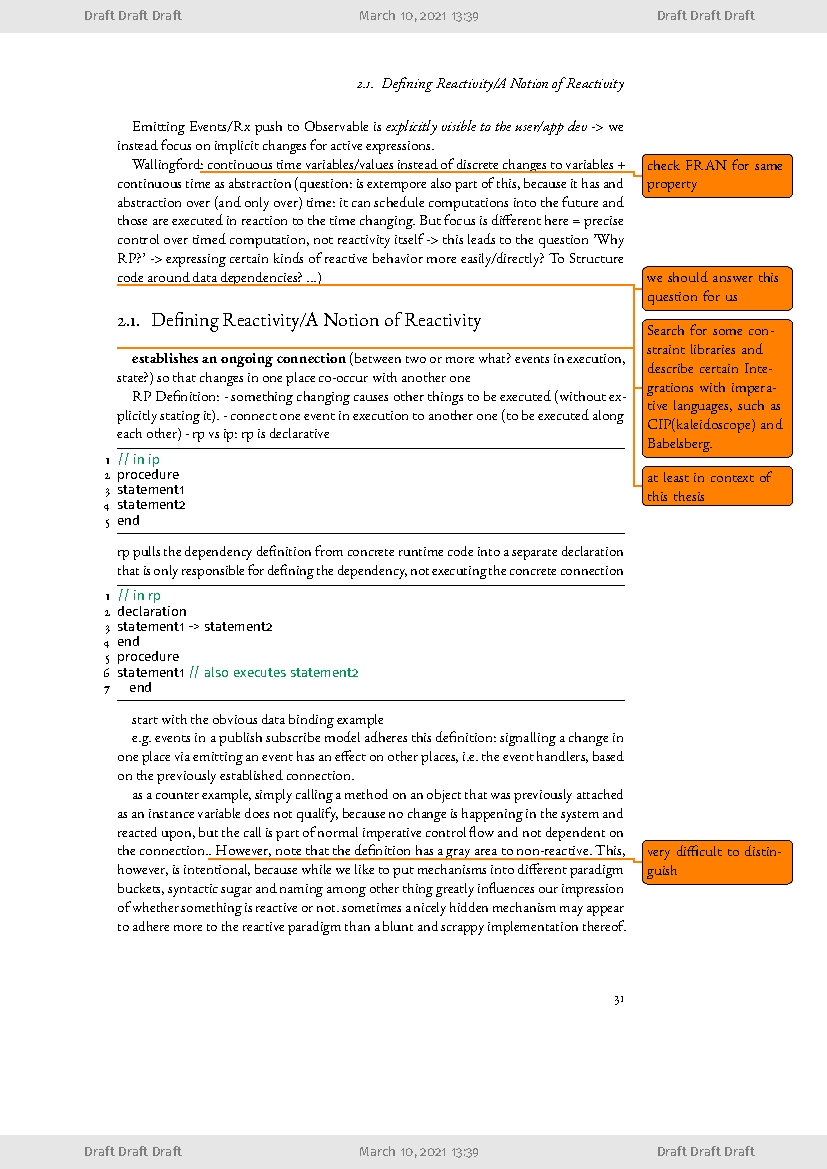 Draft Draft Draft March 10, 2021 13:39 Draft Draft Draft
2.1. Defining Reactivity/A Notion of Reactivity
Emitting Events/Rx push to Observable is explicitly visible to the user/app dev -> we
instead focus on implicit changes for active expressions.
Wallingford: continuous time variables/values instead of discrete changes to variables +
continuous time as abstraction (question: is extempore also part of this, because it has and
abstraction over (and only over) time: it can schedule computations into the future and
those are executed in reaction to the time changing. But focus is different here = precise
control over timed computation, not reactivity itself -> this leads to the question 'Why
RP?' -> expressing certain kinds of reactive behavior more easily/directly? To Structure
code around data dependencies? ...)
check FRAN for same
property
we should answer this
question for us
2.1. Defining Reactivity/A Notion of Reactivity
Search for some con-
straint libraries and
describe certain Inte-
grations with impera-
tive languages, such as
CIP(kaleidoscope) and
Babelsberg.
at least in context of
this thesis
establishes an ongoing connection (between two or more what? events in execution,
state?) so that changes in one place co-occur with another one
RP Definition: - something changing causes other things to be executed (without ex-
plicitly stating it). - connect one event in execution to another one (to be executed along
each other) - rp vs ip: rp is declarative
1 // in ip
2 procedure
3 statement1
4 statement2
5 end
rp pulls the dependency definition from concrete runtime code into a separate declaration
that is only responsible for defining the dependency, not executing the concrete connection
1 // in rp
2 declaration
3 statement1 -> statement2
4 end
5 procedure
6 statement1 // also executes statement2
7 end
start with the obvious data binding example
e.g. events in a publish subscribe model adheres this definition: signalling a change in
one place via emitting an event has an effect on other places, i.e. the event handlers, based
on the previously established connection.
as a counter example, simply calling a method on an object that was previously attached
as an instance variable does not qualify, because no change is happening in the system and
reacted upon, but the call is part of normal imperative control flow and not dependent on
the connection.. However, note that the definition has a gray area to non-reactive. This,
however, is intentional, because while we like to put mechanisms into different paradigm
buckets, syntactic sugar and naming among other thing greatly influences our impression
of whether something is reactive or not. sometimes a nicely hidden mechanism may appear
to adhere more to the reactive paradigm than a blunt and scrappy implementation thereof.
very difficult to distin-
guish
31
Draft Draft Draft March 10, 2021 13:39 Draft Draft Draft